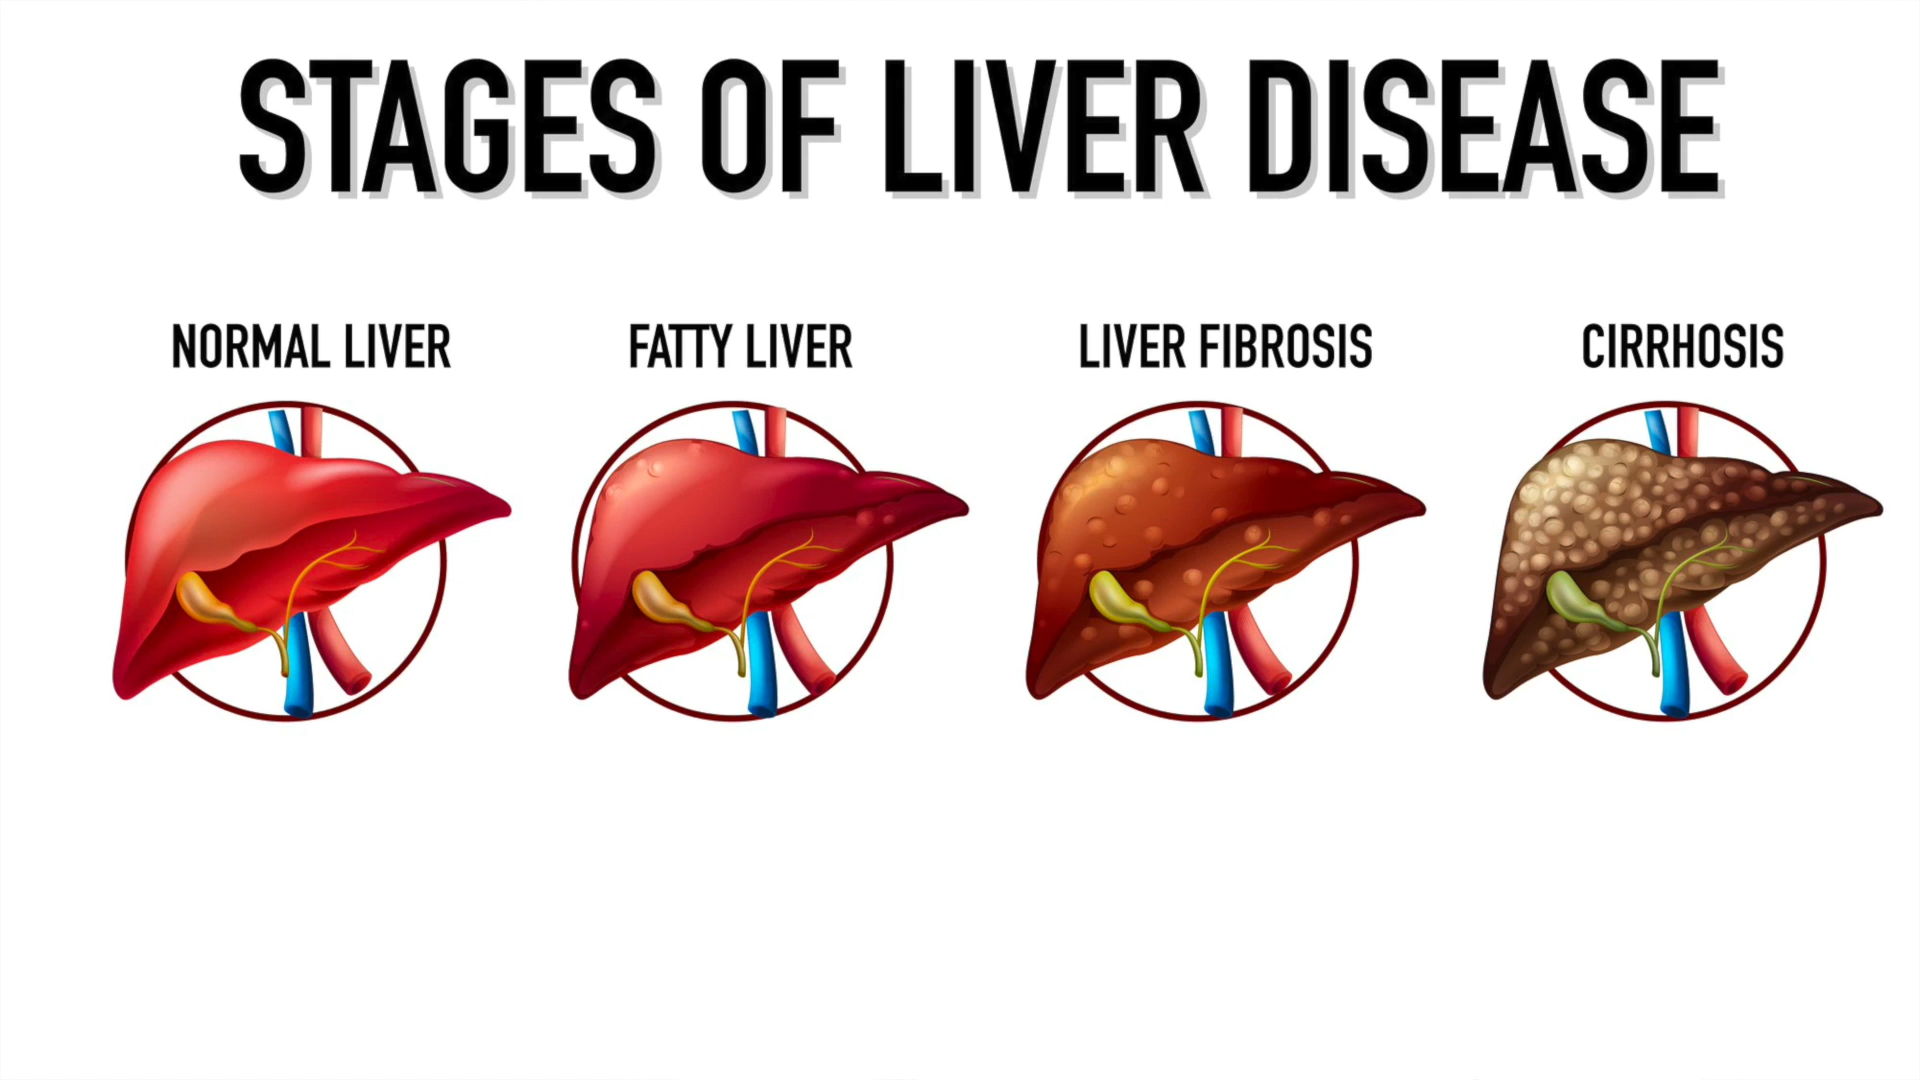 STAGES OF LIVER DISEASE
NORMAL LIVER
FATTY LIVER
LIVER FIBROSIS
CIRRHOSIS